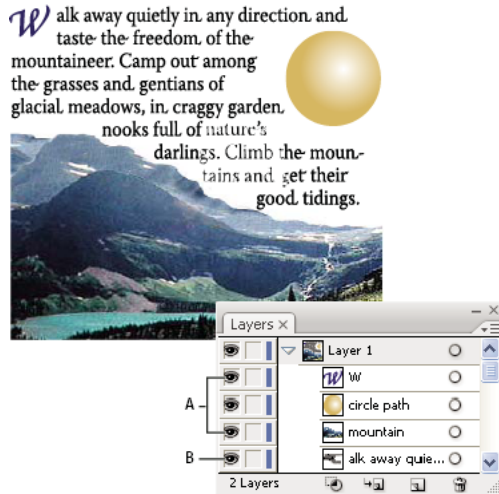 W alk away quietly in any direction and
taste the freedom of the
mountaineer. Camp out among
the grasses and gentians of
glacial meadows, in craggy garden
nooks full of nature's
darlings. Climb the moun-
tains and get their
good tidings.
Layers
Layer 1
W
A
circle path
mountain
B
alk away quie...
2 Layers